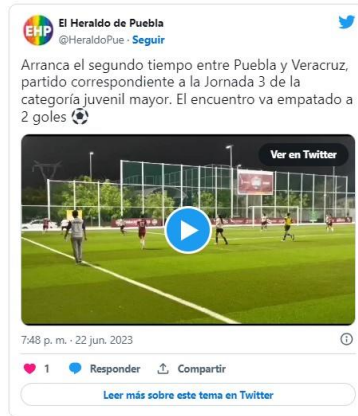 EHP
El Heraldo de Puebla
@HeraldoPue · Seguir
Arranca el segundo tiempo entre Puebla y Veracruz,
partido correspondiente a la Jornada 3 de la
categoría juvenil mayor. El encuentro va empatado a
2 goles ⚽
Ver en Twitter
7:48 p. m. · 22 jun. 2023
1 Responder Compartir
Leer más sobre este tema en Twitter